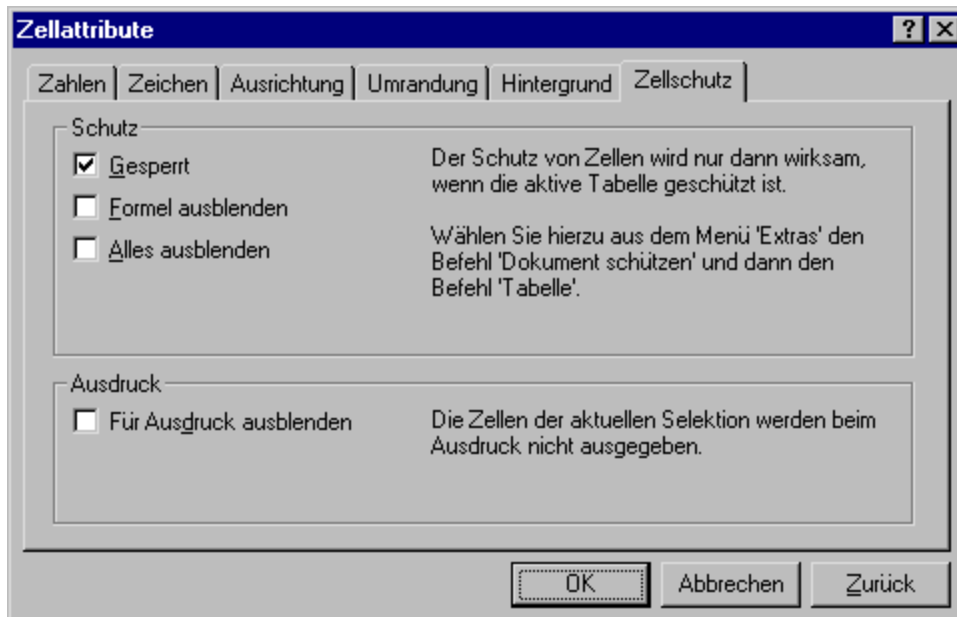 Zellattribute
Zahlen Zeichen Ausrichtung Umrandung Hintergrund Zellschutz
Schutz
Gesperrt
Formel ausblenden
Alles ausblenden
Der Schutz von Zellen wird nur dann wirksam,
wenn die aktive Tabelle geschützt ist.
Wählen Sie hierzu aus dem Menü 'Extras' den
Befehl 'Dokument schützen' und dann den
Befehl 'Tabelle'.
Ausdruck
Für Ausdruck ausblenden
Die Zellen der aktuellen Selektion werden beim
Ausdruck nicht ausgegeben.
OK Abbrechen Zurück